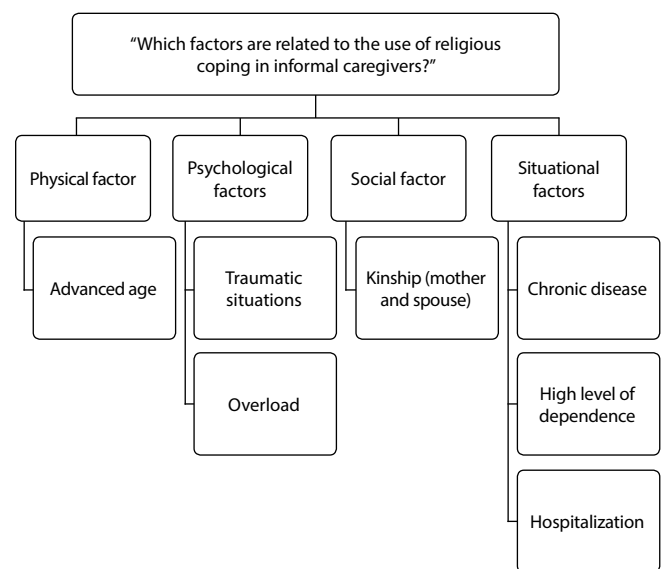 “Which factors are related to the use of religious
coping in informal caregivers?”
Physical factor
Psychological
factors
Social factor
Situational
factors
Advanced age
Traumatic
situations
Kinship (mother
and spouse)
Chronic disease
Overload
High level of
dependence
Hospitalization